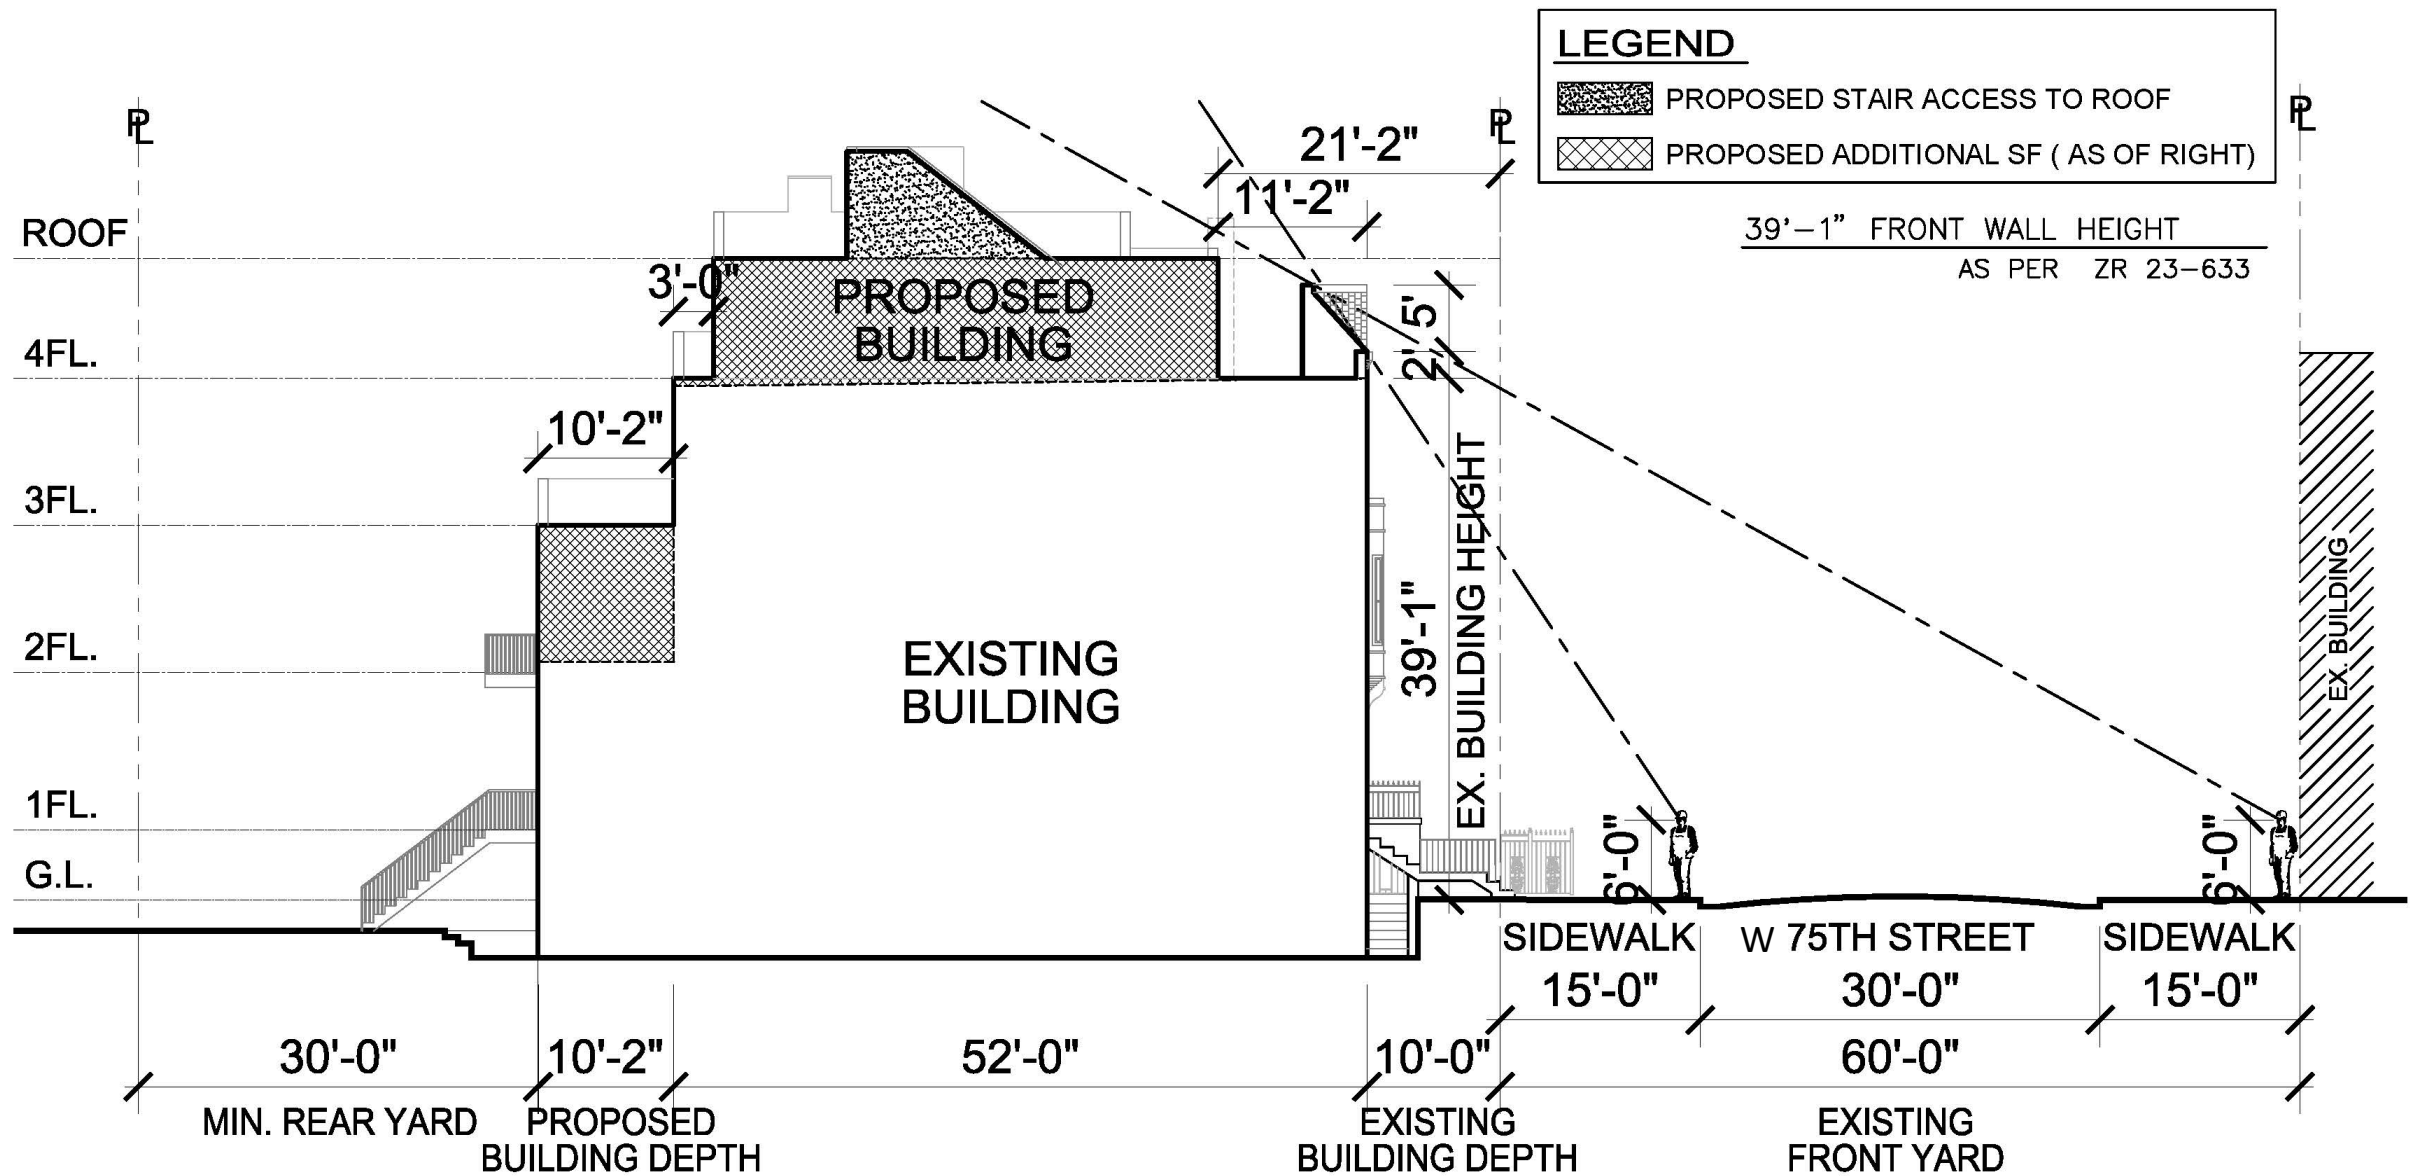 LEGEND
PROPOSED STAIR ACCESS TO ROOF
PROPOSED ADDITIONAL SF ( AS OF RIGHT)
39'-1" FRONT WALL HEIGHT
AS PER ZR 23-633
PL
PL
PL
21'-2"
11'-2"
ROOF
3'-0"
PROPOSED
BUILDING
5'
2'
4FL.
10'-2"
3FL.
EX. BUILDING HEIGHT
39'-1"
EX. BUILDING
2FL.
EXISTING
BUILDING
1FL.
G.L.
6'-0"
6'-0"
SIDEWALK
W 75TH STREET
SIDEWALK
15'-0"
30'-0"
15'-0"
30'-0"
10'-2"
52'-0"
10'-0"
60'-0"
MIN. REAR YARD
PROPOSED
BUILDING DEPTH
EXISTING
BUILDING DEPTH
EXISTING
FRONT YARD